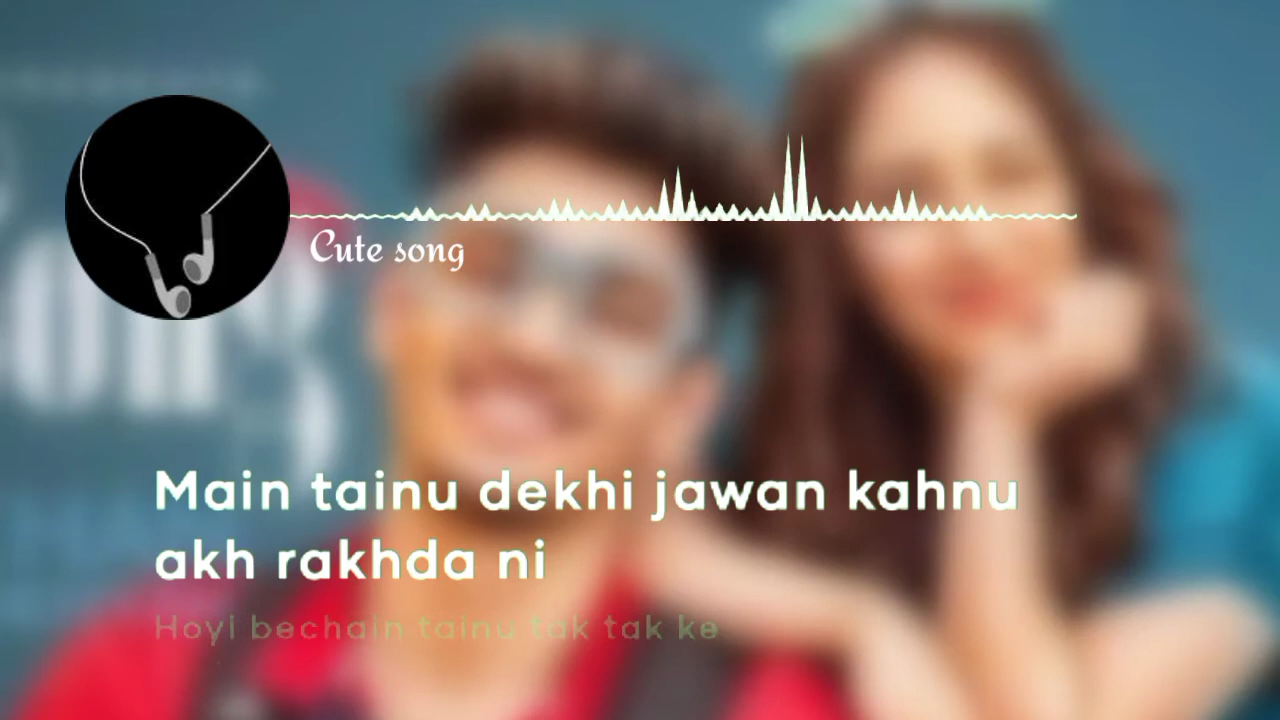 Cute song
Main tainu dekhi jawan kahnu
akh rakhda ni
Hoyi bechain tainu tak tak ke